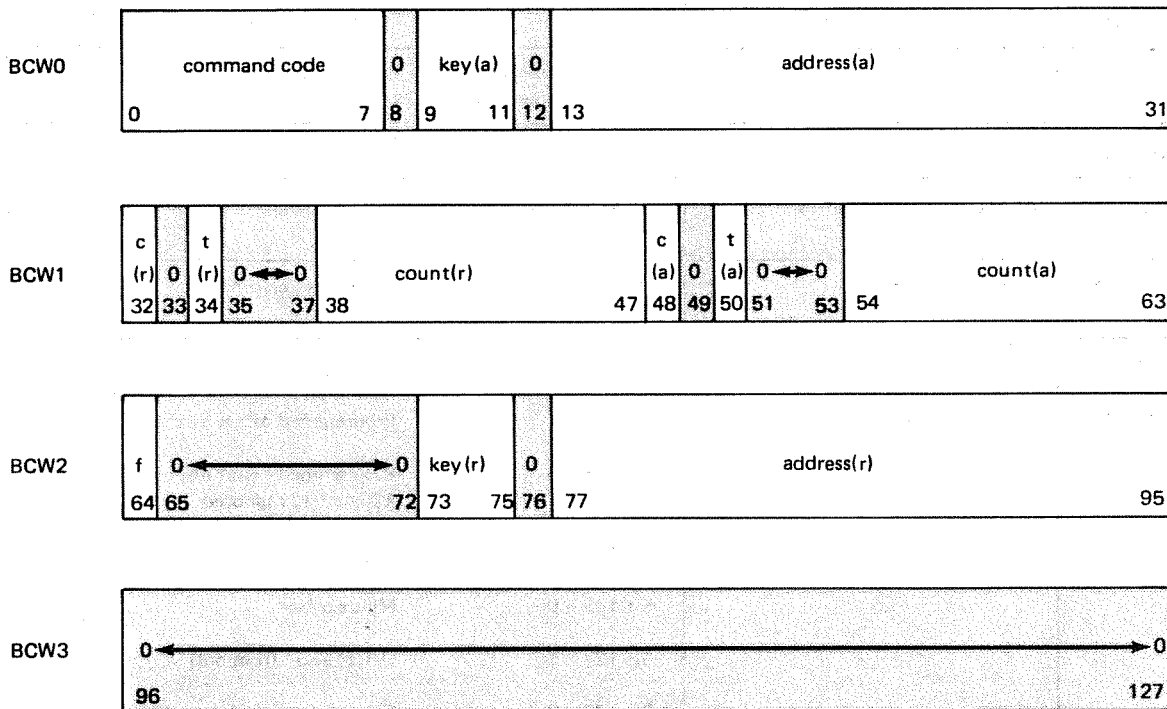 BCW0 command code 0 key(a) 0 address(a)
0 7 8 9 11 12 13 31
c t c t
BCW1 (r) 0 (r) 0 0 count(r) (a) 0 (a) 0 0 count(a)
32 33 34 35 37 38 47 48 49 50 51 53 54 63
BCW2 f 0 0 key(r) 0 address(r)
64 65 72 73 75 76 77 95
BCW3 0 0
96 127